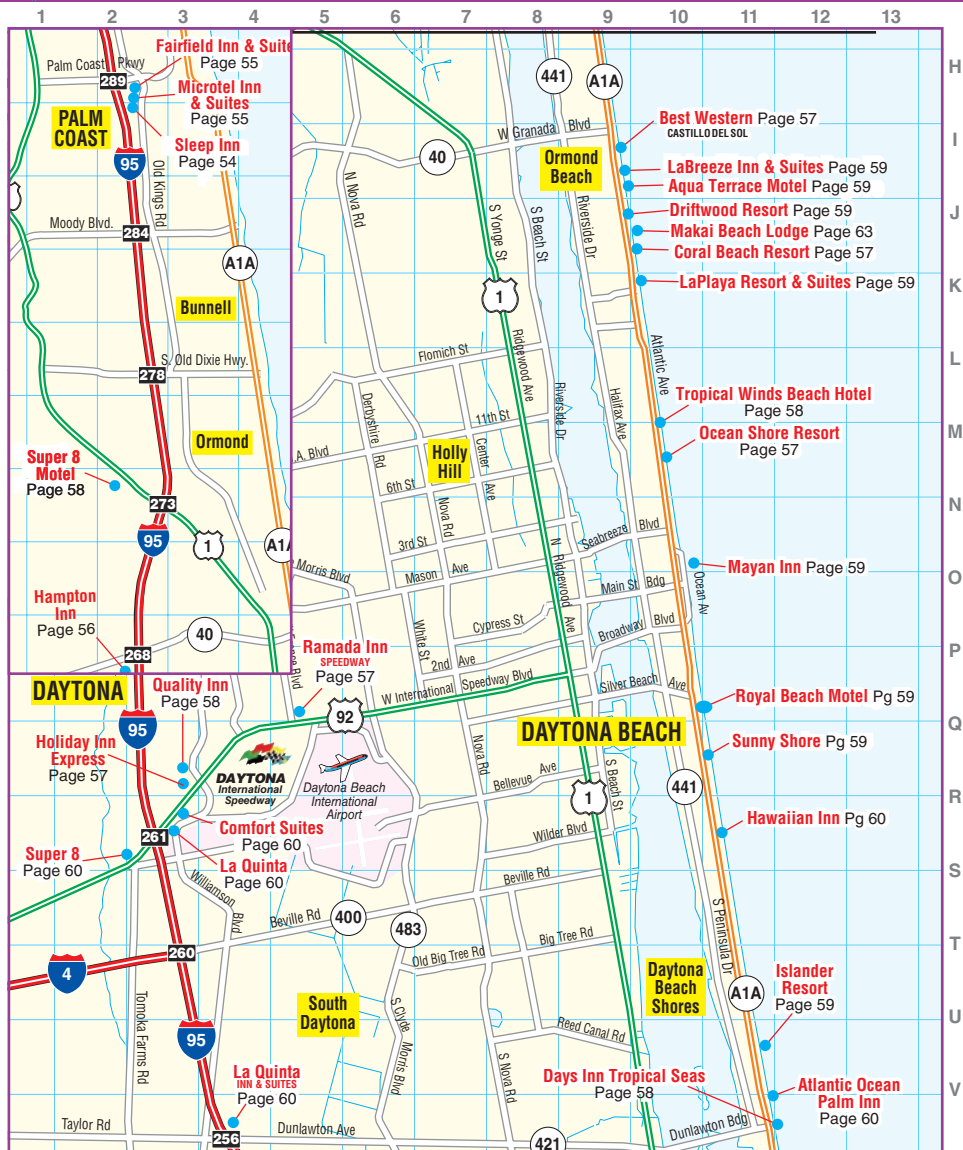 1 2 3 4 5 6 7 8 9 10 11 12 13
H
I
J
K
L
M
N
O
P
Q
R
S
T
U
V
Palm Coast Pkwy
289
Fairfield Inn & Suite
Page 55
Microtel Inn
& Suites
Page 55
Sleep Inn
Page 54
PALM
COAST
95
Old Kings Rd
Moody Blvd.
284
A1A
Bunnell
S. Old Dixie Hwy.
278
Ormond
Super 8
Motel
Page 58
273
95
1
A1A
Hampton
Inn
Page 56
40
268
441
A1A
W Granada Blvd
40
Ormond
Beach
Best Western Page 57
CASTILLO DEL SOL
LaBreeze Inn & Suites Page 59
Aqua Terrace Motel Page 59
Driftwood Resort Page 59
Makai Beach Lodge Page 63
Coral Beach Resort Page 57
LaPlaya Resort & Suites Page 59
N Nova Rd
S Yonge St
S Beach St
Riverside Dr
1
Ridgewood Ave
Atlantic Ave
Flomich St
Riverside Dr
Halifax Ave
Derbyshire
Rd
11th St
.A. Blvd
Holly
Hill
Center
Ave
6th St
Nova Rd
Tropical Winds Beach Hotel
Page 58
Ocean Shore Resort
Page 57
3rd St
Mason Ave
Morris Blvd
N Ridgewood Ave
Seabreeze Blvd
Main St Bdg
Mayan Inn Page 59
Ocean Av
Cypress St
Broadway Blvd
White St
2nd Ave
Ramada Inn
SPEEDWAY
Page 57
W International Speedway Blvd
Silver Beach Ave
DAYTONA
Quality Inn
Page 58
95
92
DAYTONA BEACH
Royal Beach Motel Pg 59
Sunny Shore Pg 59
Holiday Inn
Express
Page 57
DAYTONA
International
Speedway
Daytona Beach
International
Airport
Nova Rd
Bellevue Ave
S Beach St
1
441
Hawaiian Inn Pg 60
Wilder Blvd
261
Comfort Suites
Page 60
Super 8
Page 60
La Quinta
Page 60
Williamson
Blvd
Beville Rd
Beville Rd
400
483
S Peninsula Dr
Old Big Tree Rd
Big Tree Rd
260
4
Daytona
Beach
Shores
A1A
Islander
Resort
Page 59
Tomoka Farms Rd
South
Daytona
S Clyde
Morris Blvd
Reed Canal Rd
95
S Nova Rd
La Quinta
INN & SUITES
Page 60
Days Inn Tropical Seas
Page 58
Atlantic Ocean
Palm Inn
Page 60
Taylor Rd
256
Dunlawton Ave
421
Dunlawton Bdg